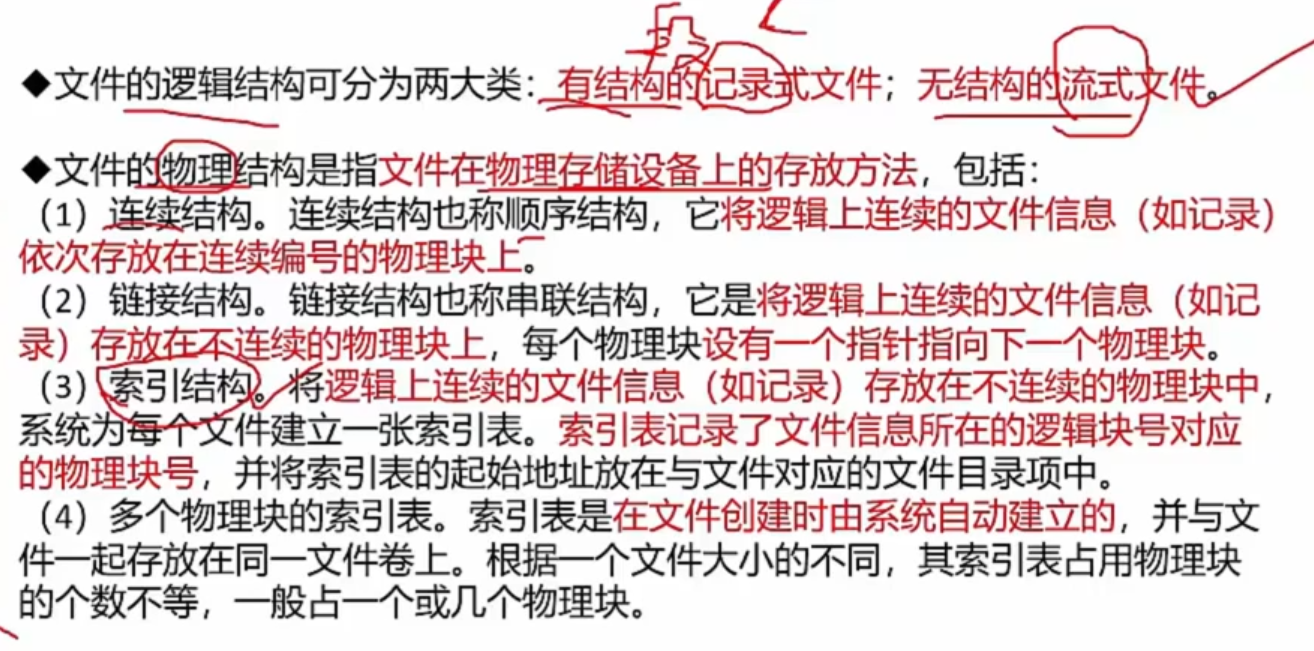 ◆文件的逻辑结构可分为两大类：有结构的记录式文件；无结构的流式文件。
◆文件的物理结构是指文件在物理存储设备上的存放方法，包括：
（1）连续结构。连续结构也称顺序结构，它将逻辑上连续的文件信息（如记录）
依次存放在连续编号的物理块上。
（2）链接结构。链接结构也称串联结构，它是将逻辑上连续的文件信息（如记
录）存放在不连续的物理块上，每个物理块设有一个指针指向下一个物理块。
（3）索引结构。将逻辑上连续的文件信息（如记录）存放在不连续的物理块中，
系统为每个文件建立一张索引表。索引表记录了文件信息所在的逻辑块号对应
的物理块号，并将索引表的起始地址放在与文件对应的文件目录项中。
（4）多个物理块的索引表。索引表是在文件创建时由系统自动建立的，并与文
件一起存放在同一文件卷上。根据一个文件大小的不同，其索引表占用物理块
的个数不等，一般占一个或几个物理块。